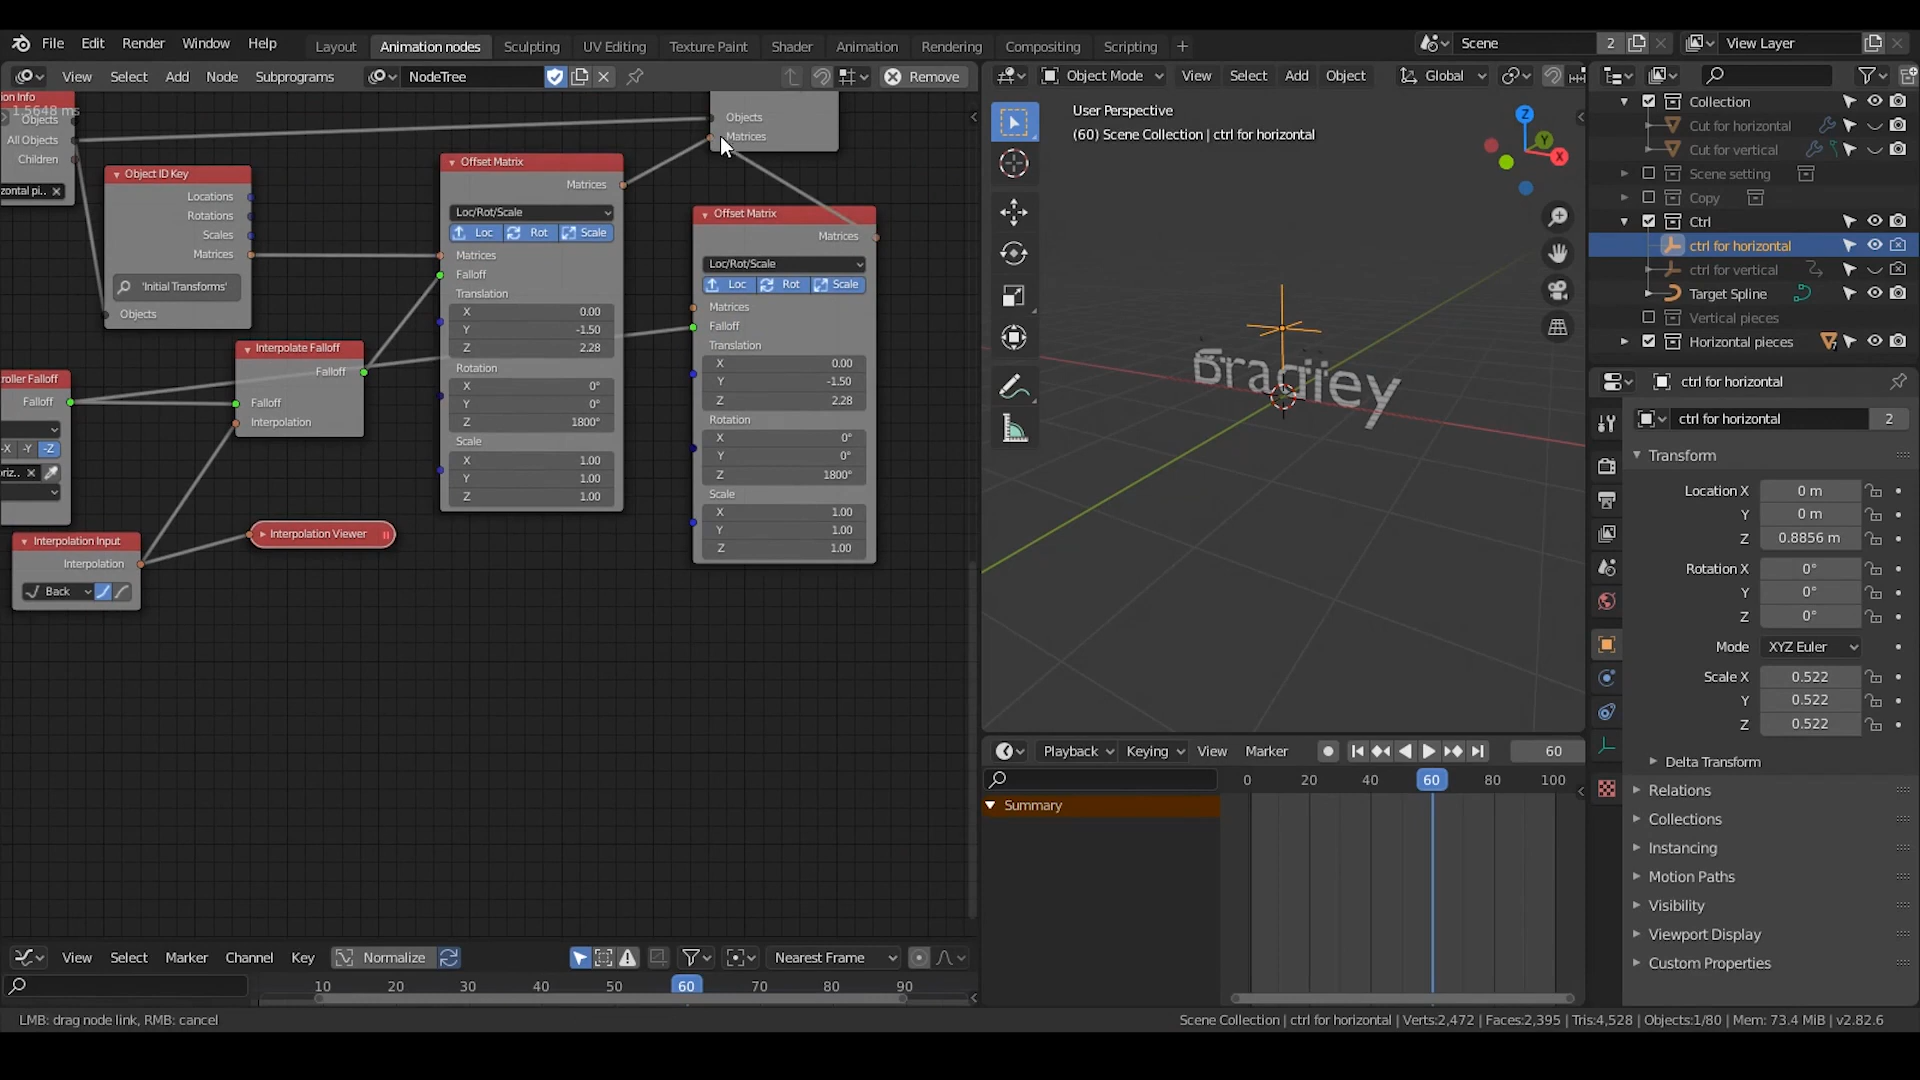 File Edit Render Window Help Layout Animation nodes Sculpting UV Editing Texture Paint Shader Animation Rendering Compositing Scripting + Scene 2 View Layer
View Select Add Node Subprograms NodeTree Remove
Object Mode View Select Add Object Global
ion Info
1.5648 ms
Objects
All Objects
Children
zontal pi..
Object ID Key
Locations
Rotations
Scales
Matrices
'Initial Transforms'
Objects
roller Falloff
Falloff
-X -Y -Z
oriz..
Interpolate Falloff
Falloff
Falloff
Interpolation
Interpolation Input
Interpolation
Back
Interpolation Viewer
Offset Matrix
Matrices
Loc/Rot/Scale
Loc Rot Scale
Matrices
Falloff
Translation
X 0.00
Y -1.50
Z 2.28
Rotation
X 0°
Y 0°
Z 1800°
Scale
X 1.00
Y 1.00
Z 1.00
Objects
Matrices
Offset Matrix
Matrices
Loc/Rot/Scale
Loc Rot Scale
Matrices
Falloff
Translation
X 0.00
Y -1.50
Z 2.28
Rotation
X 0°
Y 0°
Z 1800°
Scale
X 1.00
Y 1.00
Z 1.00
User Perspective
(60) Scene Collection | ctrl for horizontal
Z
Y
X
Collection
Cut for horizontal
Cut for vertical
Scene setting
Copy
Ctrl
ctrl for horizontal
ctrl for vertical
Target Spline
Vertical pieces
Horizontal pieces
ctrl for horizontal
ctrl for horizontal 2
Transform
Location X 0 m
Y 0 m
Z 0.8856 m
Rotation X 0°
Y 0°
Z 0°
Mode XYZ Euler
Scale X 0.522
Y 0.522
Z 0.522
Delta Transform
Relations
Collections
Instancing
Motion Paths
Visibility
Viewport Display
Custom Properties
Playback Keying View Marker 60
0 20 40 60 80 100
Summary
View Select Marker Channel Key Normalize Nearest Frame
10 20 30 40 50 60 70 80 90
LMB: drag node link, RMB: cancel
Scene Collection | ctrl for horizontal | Verts:2,472 | Faces:2,395 | Tris:4,528 | Objects:1/80 | Mem: 73.4 MiB | v2.82.6